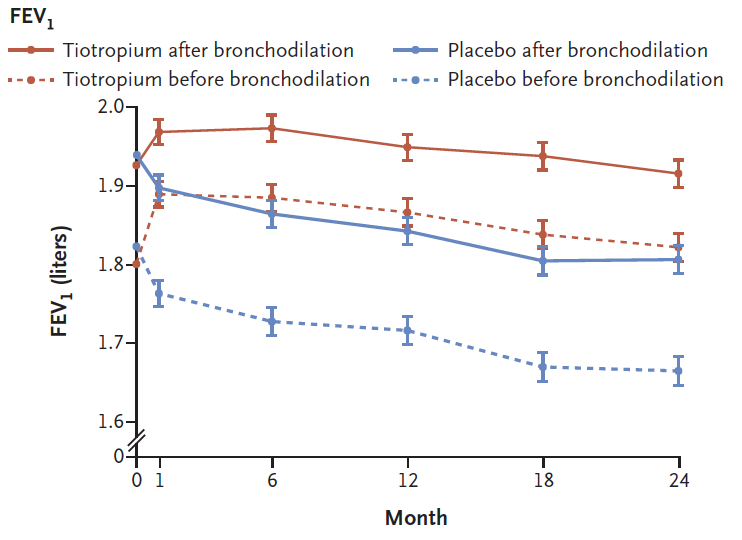 FEV1
Tiotropium after bronchodilation
Placebo after bronchodilation
Tiotropium before bronchodilation
Placebo before bronchodilation
2.0
1.9
1.8
1.7
1.6
0
FEV1 (liters)
0 1 6 12 18 24
Month